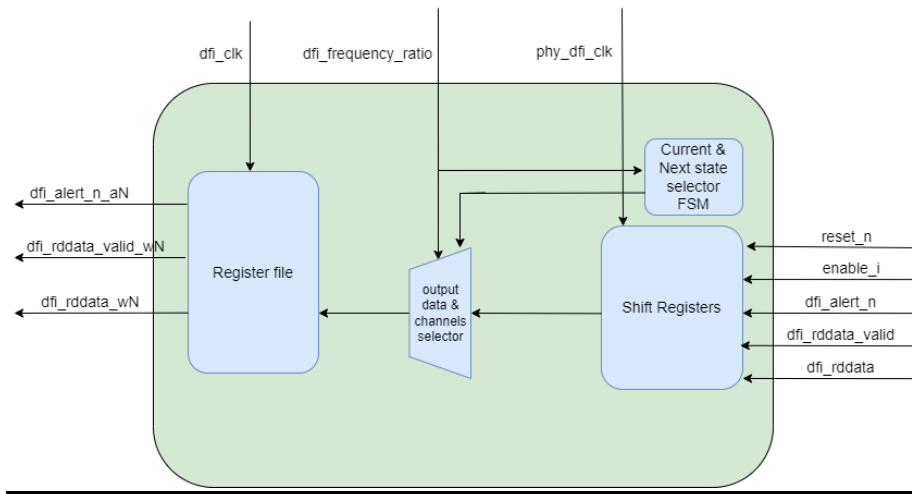 dfi_clk
dfi_frequency_ratio
phy_dfi_clk
Current &
Next state
selector
FSM
dfi_alert_n_aN
dfi_rddata_valid_wN
dfi_rddata_wN
Register file
output
data &
channels
selector
Shift Registers
reset_n
enable_i
dfi_alert_n
dfi_rddata_valid
dfi_rddata